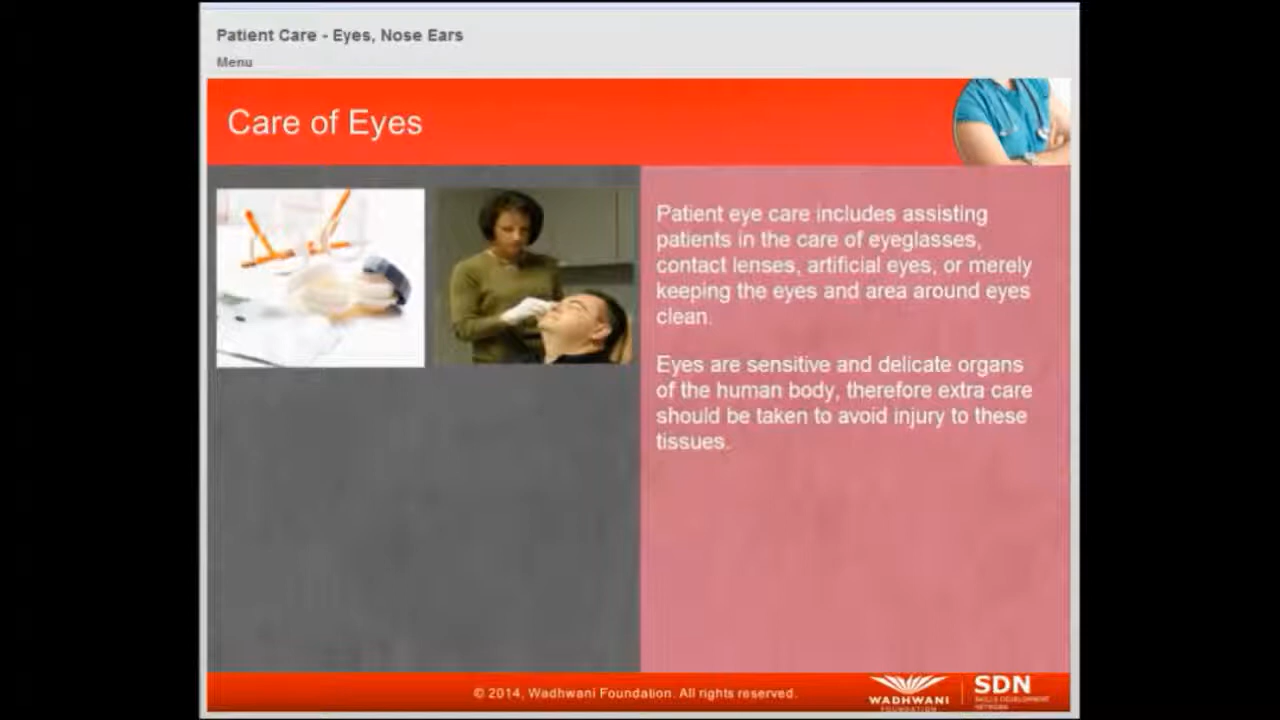 Patient Care - Eyes, Nose Ears
Menu
Care of Eyes
Patient eye care includes assisting
patients in the care of eyeglasses,
contact lenses, artificial eyes, or merely
keeping the eyes and area around eyes
clean.
Eyes are sensitive and delicate organs
of the human body, therefore extra care
should be taken to avoid injury to these
tissues.
© 2014, Wadhwani Foundation. All rights reserved.
WADHWANI
FOUNDATION
SDN
SKILLS DEVELOPMENT
NETWORK